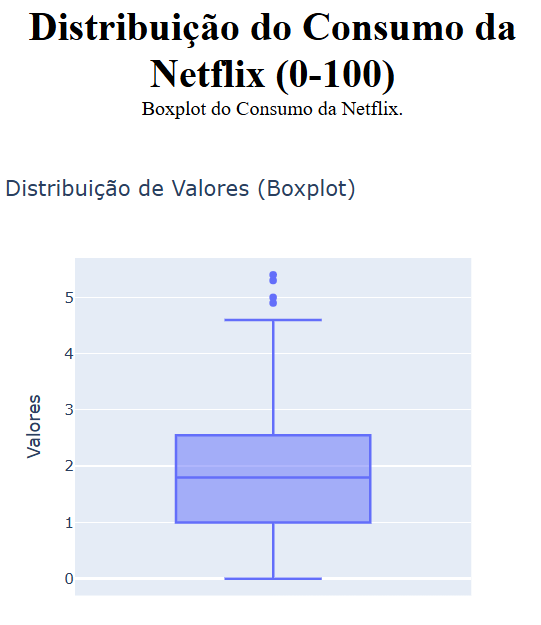 Distribuição do Consumo da
Netflix (0-100)
Boxplot do Consumo da Netflix.
Distribuição de Valores (Boxplot)
5
4
3
2
1
0
Valores